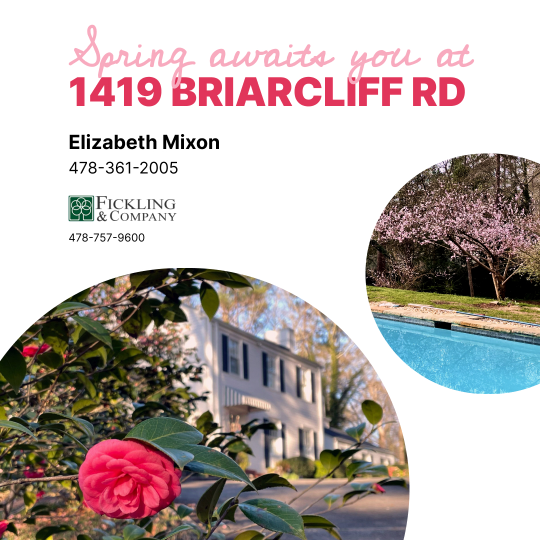 Spring awaits you at
1419 BRIARCLIFF RD
Elizabeth Mixon
478-361-2005
FICKLING
& COMPANY
478-757-9600